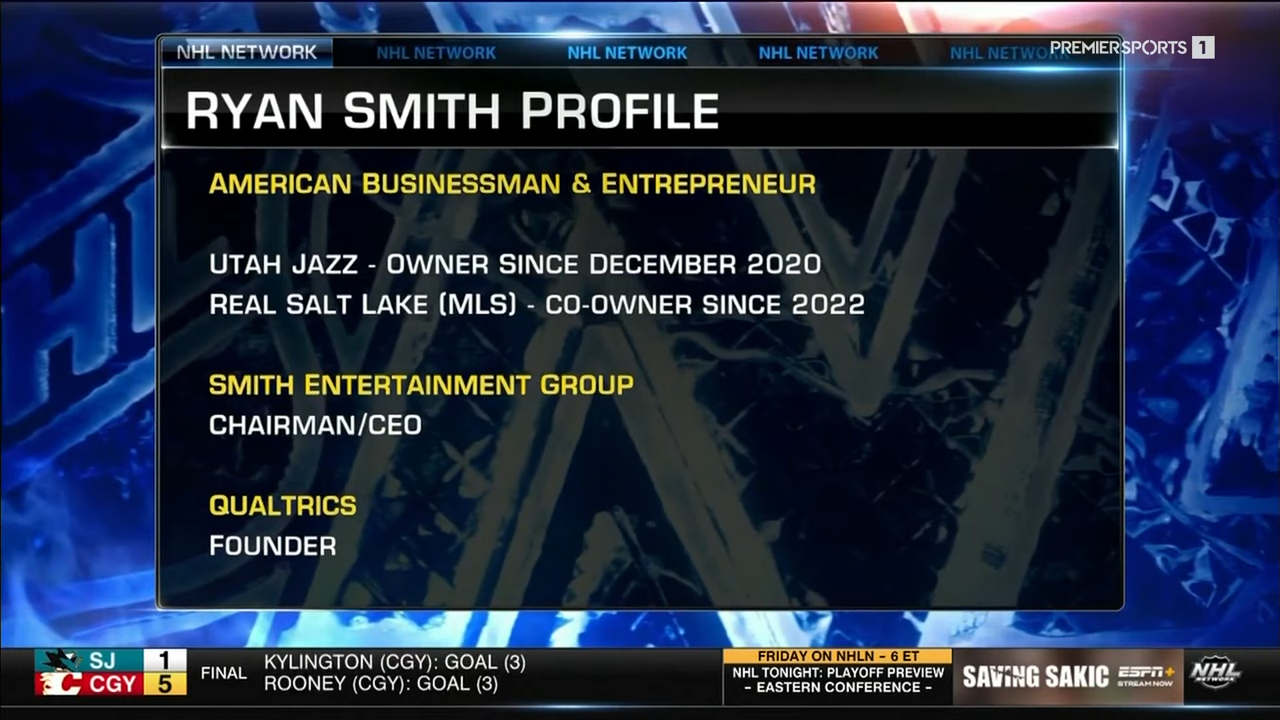 NHL NETWORK NHL NETWORK NHL NETWORK NHL NETWORK NHL NETWORK
PREMIER SPORTS 1
RYAN SMITH PROFILE
AMERICAN BUSINESSMAN & ENTREPRENEUR
UTAH JAZZ - OWNER SINCE DECEMBER 2020
REAL SALT LAKE (MLS) - CO-OWNER SINCE 2022
SMITH ENTERTAINMENT GROUP
CHAIRMAN/CEO
QUALTRICS
FOUNDER
SJ 1
CGY 5
FINAL
KYLINGTON (CGY): GOAL (3)
ROONEY (CGY): GOAL (3)
FRIDAY ON NHLN - 6 ET
NHL TONIGHT: PLAYOFF PREVIEW
- EASTERN CONFERENCE -
SAVING SAKIC
ESPN+
STREAM NOW
NHL
NETWORK